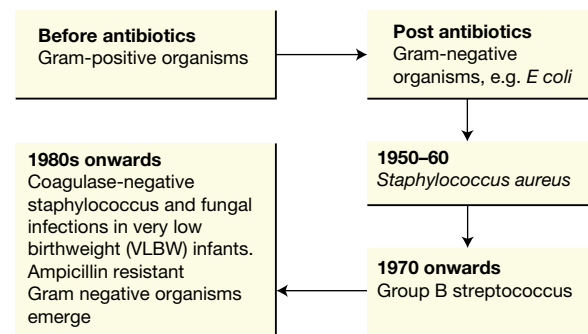 Before antibiotics
Gram-positive organisms
Post antibiotics
Gram-negative
organisms, e.g. E coli
1950–60
Staphylococcus aureus
1970 onwards
Group B streptococcus
1980s onwards
Coagulase-negative
staphylococcus and fungal
infections in very low
birthweight (VLBW) infants.
Ampicillin resistant
Gram negative organisms
emerge